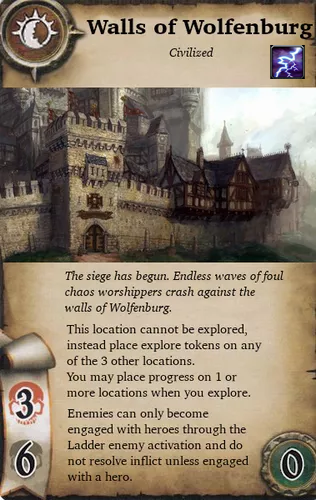 Walls of Wolfenburg
Civilized
The siege has begun. Endless waves of foul
chaos worshippers crash against the
walls of Wolfenburg.
This location cannot be explored,
instead place explore tokens on any
of the 3 other locations.
You may place progress on 1 or
more locations when you explore.
Enemies can only become
engaged with heroes through the
Ladder enemy activation and do
not resolve inflict unless engaged
with a hero.
3
6
0